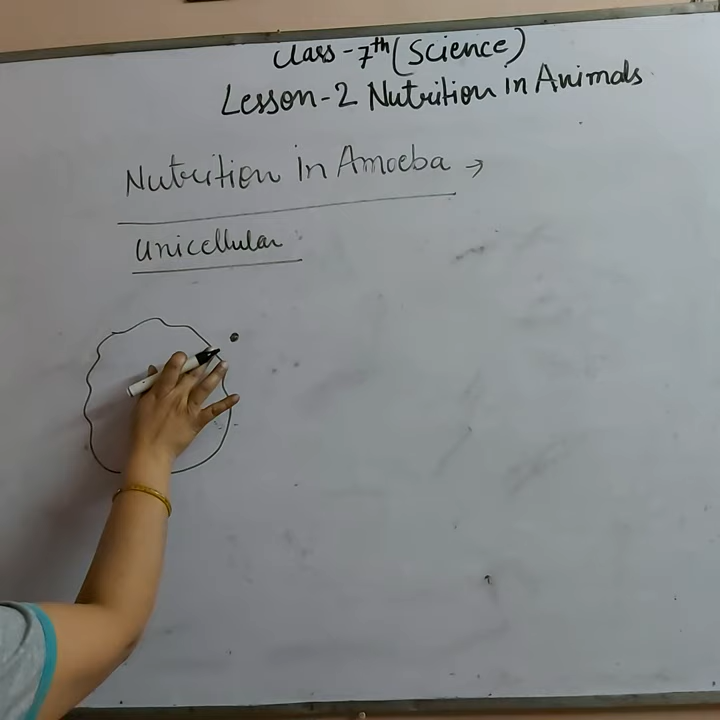 Class - 7th (Science)
Lesson-2 Nutrition in Animals
Nutrition in Amoeba →
Unicellular